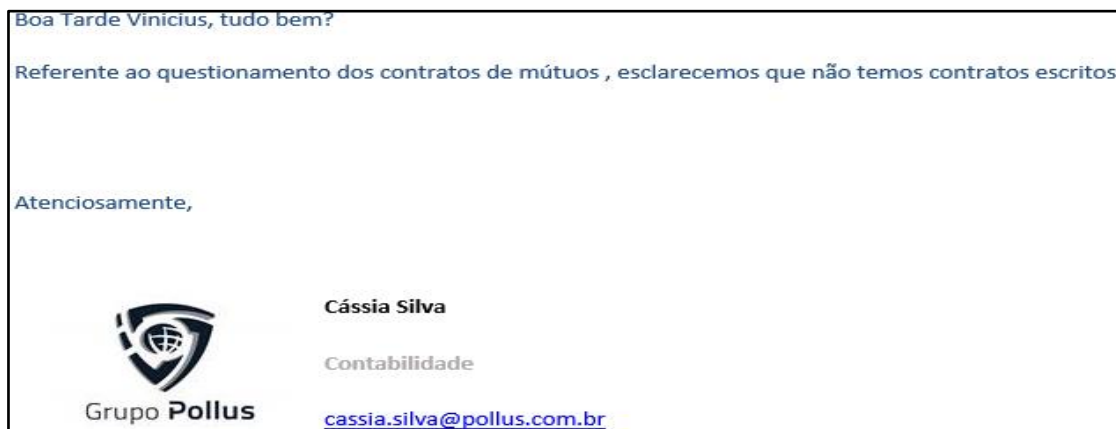 Boa Tarde Vinicius, tudo bem?
Referente ao questionamento dos contratos de mútuos , esclarecemos que não temos contratos escritos
Atenciosamente,
Cássia Silva
Contabilidade
Grupo Pollus
cassia.silva@pollus.com.br